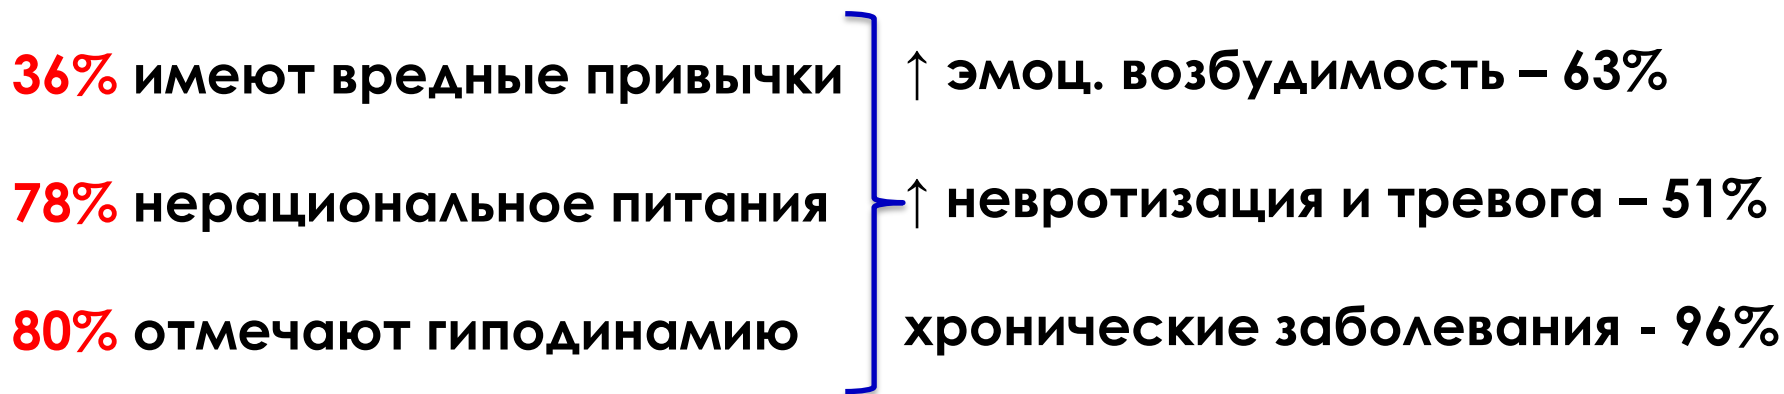 36% имеют вредные привычки
78% нерациональное питания
80% отмечают гиподинамию
↑ эмоц. возбудимость – 63%
↑ невротизация и тревога – 51%
хронические заболевания - 96%